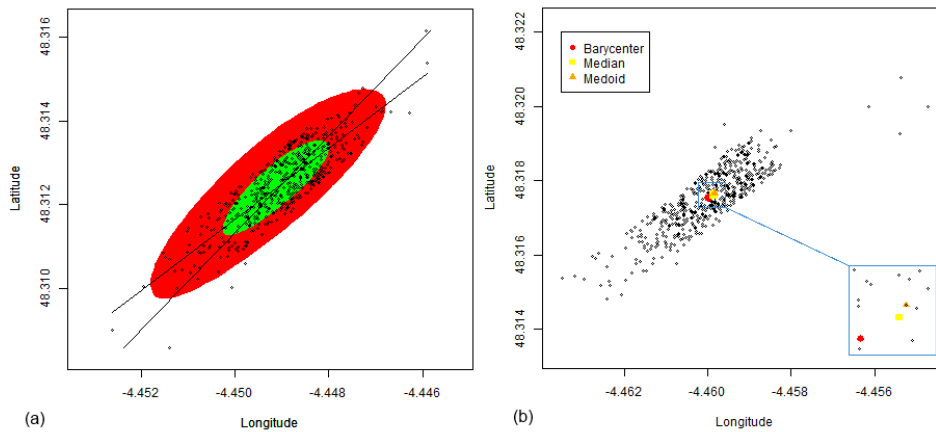 48.316
48.314
48.312
48.310
Latitude
-4.452
-4.450
-4.448
-4.446
Longitude
(a)
48.322
48.320
48.318
48.316
48.314
Latitude
Barycenter
Median
Medoid
-4.462
-4.460
-4.458
-4.456
Longitude
(b)